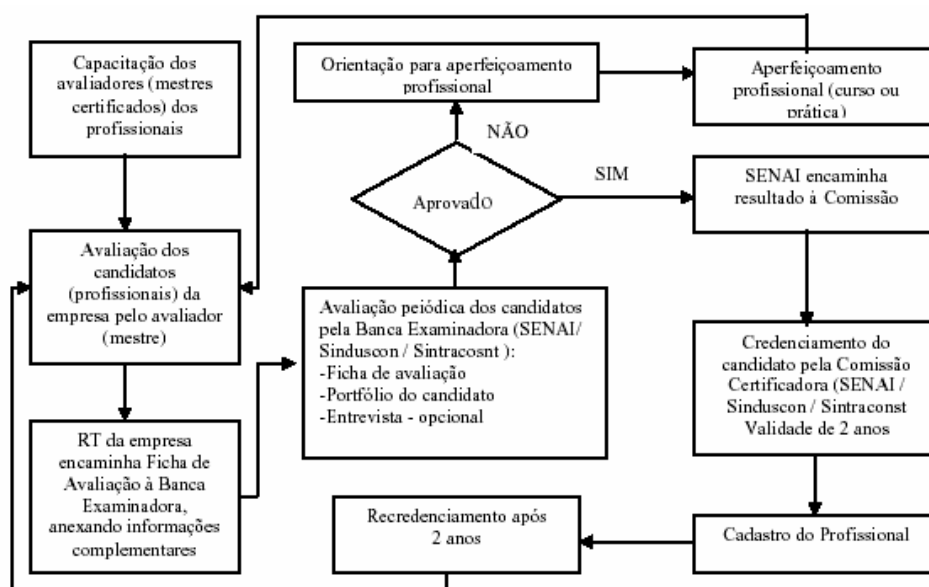 Capacitação dos
avaliadores (mestres
certificados) dos
profissionais
Avaliação dos
candidatos
(profissionais) da
empresa pelo avaliador
(mestre)
RT da empresa
encaminha Ficha de
Avaliação à Banca
Examinadora,
anexando informações
complementares
Avaliação peiódica dos candidatos
pela Banca Examinadora (SENAI/
Sinduscon / Sintracosnt ):
-Ficha de avaliação
-Portfólio do candidato
-Entrevista - opcional
Aprovado
NÃO
Orientação para aperfeiçoamento
profissional
Aperfeiçoamento
profissional (curso ou
prática)
SIM
SENAI encaminha
resultado à Comissão
Credenciamento do
candidato pela Comissão
Certificadora (SENAI /
Sinduscon / Sintraconst
Validade de 2 anos
Cadastro do Profissional
Recredenciamento após
2 anos